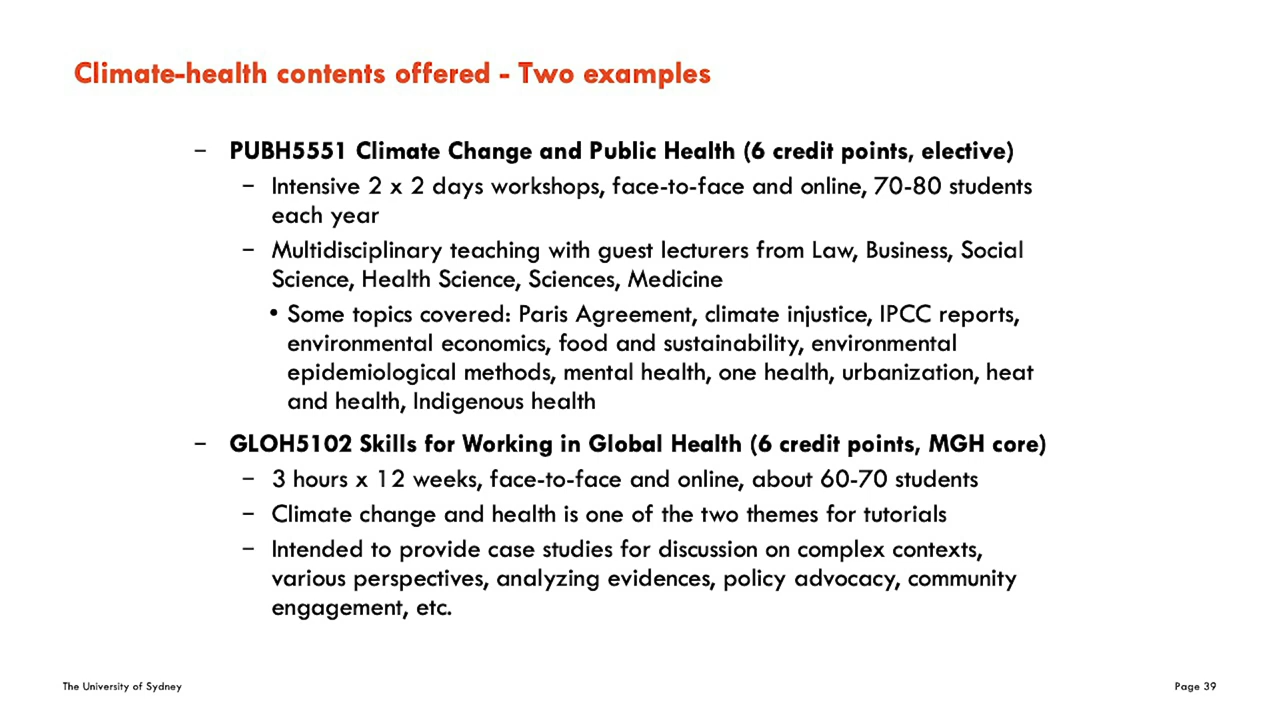 Climate-health contents offered - Two examples
– PUBH5551 Climate Change and Public Health (6 credit points, elective)
– Intensive 2 x 2 days workshops, face-to-face and online, 70-80 students
each year
– Multidisciplinary teaching with guest lecturers from Law, Business, Social
Science, Health Science, Sciences, Medicine
• Some topics covered: Paris Agreement, climate injustice, IPCC reports,
environmental economics, food and sustainability, environmental
epidemiological methods, mental health, one health, urbanization, heat
and health, Indigenous health
– GLOH5102 Skills for Working in Global Health (6 credit points, MGH core)
– 3 hours x 12 weeks, face-to-face and online, about 60-70 students
– Climate change and health is one of the two themes for tutorials
– Intended to provide case studies for discussion on complex contexts,
various perspectives, analyzing evidences, policy advocacy, community
engagement, etc.
The University of Sydney
Page 39